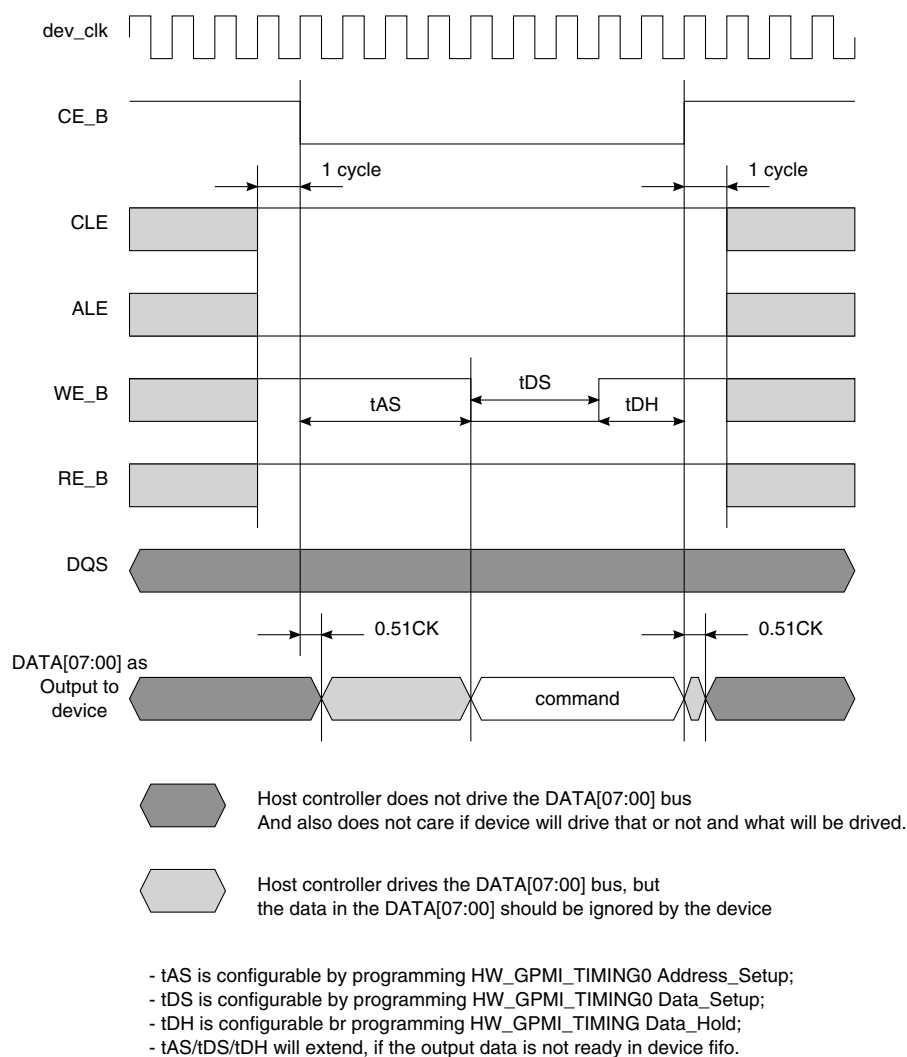 dev_clk
CE_B
1 cycle
1 cycle
CLE
ALE
WE_B
tDS
tAS
tDH
RE_B
DQS
0.51CK
0.51CK
DATA[07:00] as
Output to
device
command
Host controller does not drive the DATA[07:00] bus
And also does not care if device will drive that or not and what will be drived.
Host controller drives the DATA[07:00] bus, but
the data in the DATA[07:00] should be ignored by the device
- tAS is configurable by programming HW_GPMI_TIMING0 Address_Setup;
- tDS is configurable by programming HW_GPMI_TIMING0 Data_Setup;
- tDH is configurable br programming HW_GPMI_TIMING Data_Hold;
- tAS/tDS/tDH will extend, if the output data is not ready in device fifo.